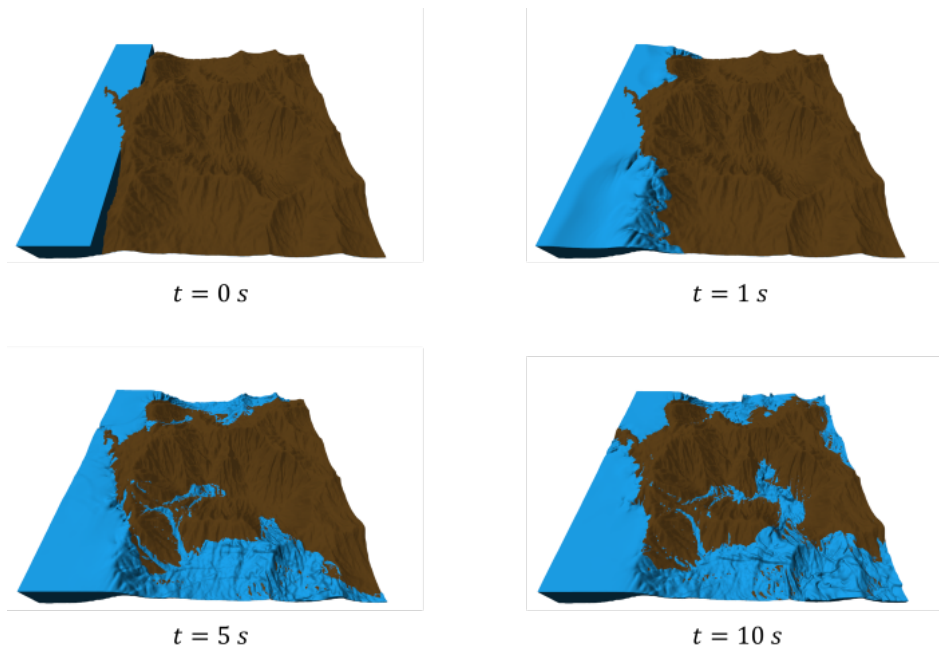 t = 0 s
t = 1 s
t = 5 s
t = 10 s